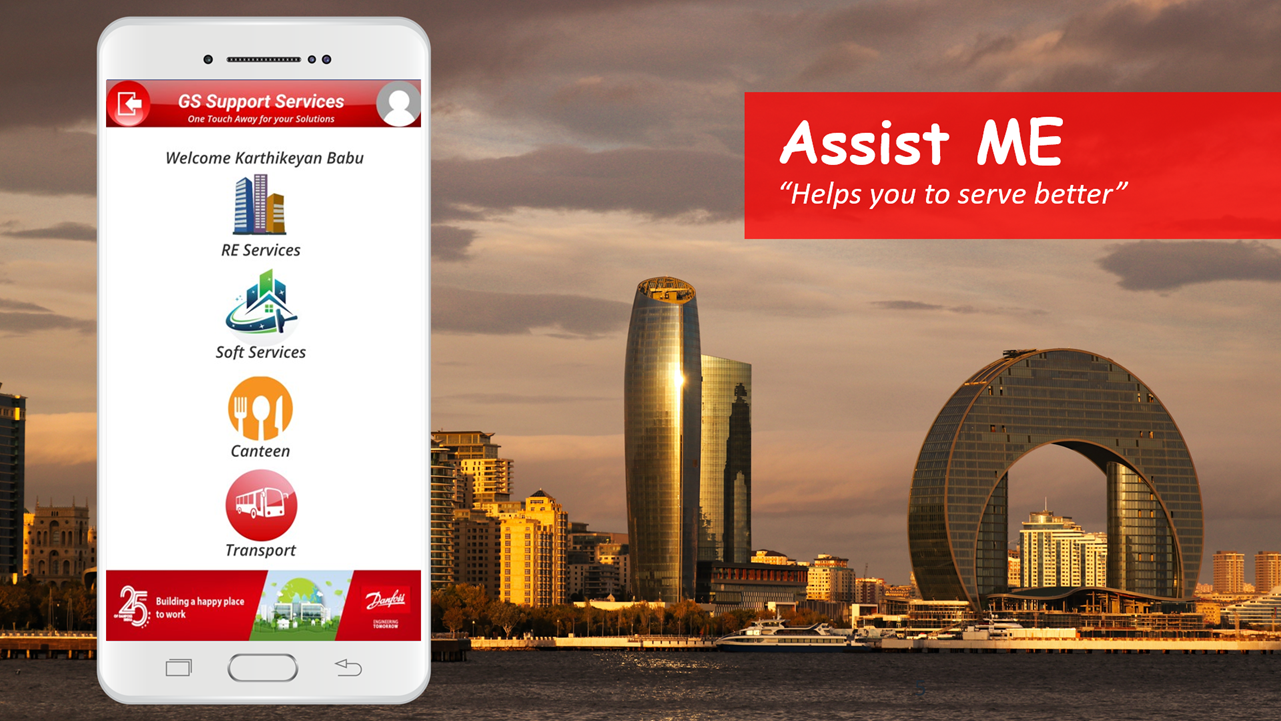 GS Support Services
One Touch Away for your Solutions
Welcome Karthikeyan Babu
RE Services
Soft Services
Canteen
Transport
25
Building a happy place
to work
Danfoss
ENGINEERING
TOMORROW
Assist ME
“Helps you to serve better”